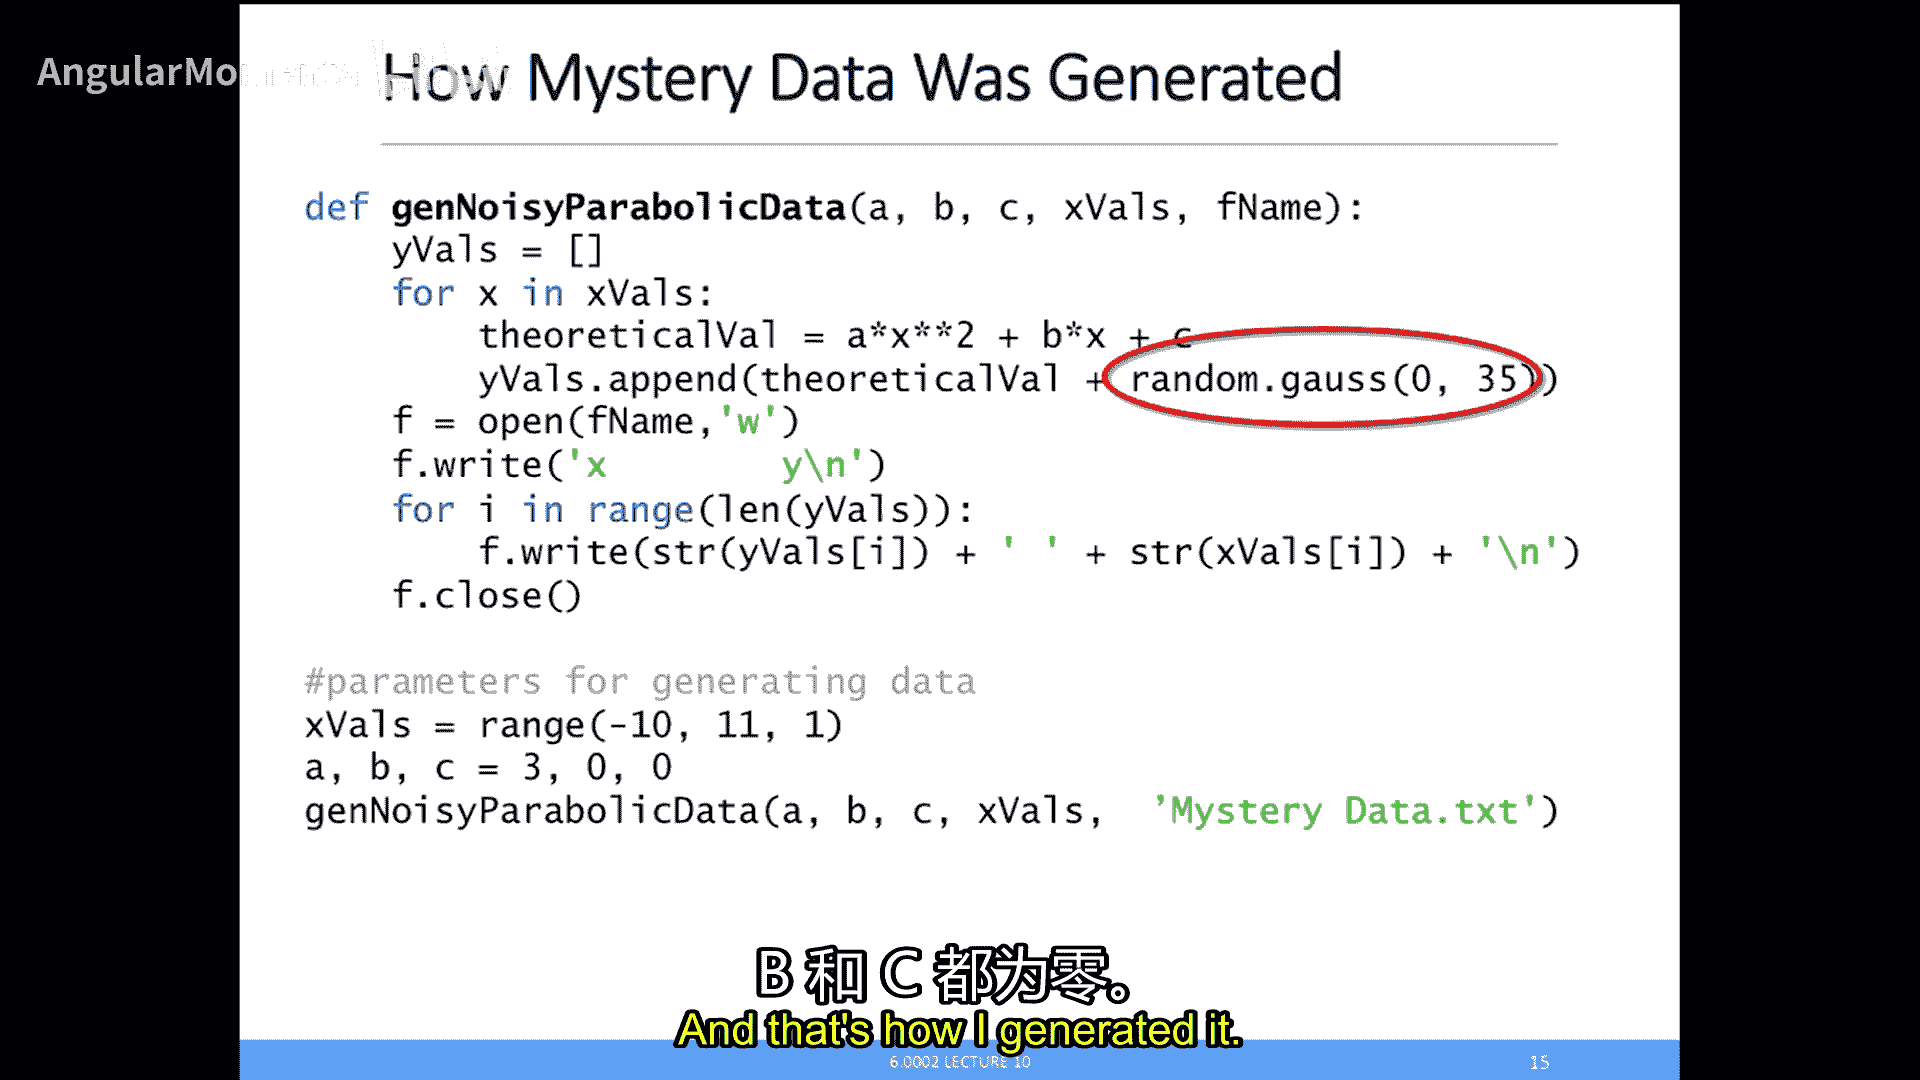 How Mystery Data Was Generated
def genNoisyParabolicData(a, b, c, xVals, fName):
    yVals = []
    for x in xVals:
        theoreticalVal = a*x**2 + b*x + c
        yVals.append(theoreticalVal + random.gauss(0, 35))
    f = open(fName,'w')
    f.write('x        y\n')
    for i in range(len(yVals)):
        f.write(str(yVals[i]) + ' ' + str(xVals[i]) + '\n')
    f.close()
#parameters for generating data
xVals = range(-10, 11, 1)
a, b, c = 3, 0, 0
genNoisyParabolicData(a, b, c, xVals,  'Mystery Data.txt')
B 和 C 都为零。
And that's how I generated it.
6.0002 LECTURE 10
15